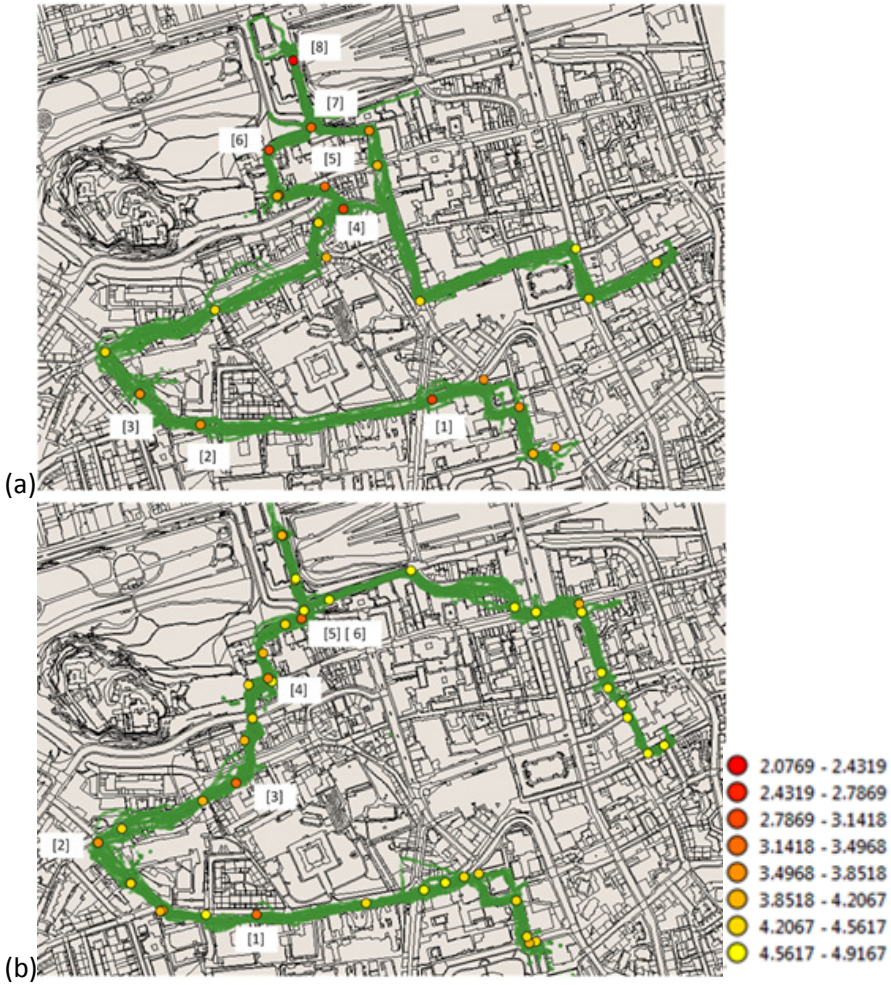 [8]
[7]
[6]
[5]
[4]
[3]
[2]
[1]
(a)
[5] [ 6]
[4]
[3]
[2]
[1]
(b)
2.0769 - 2.4319
2.4319 - 2.7869
2.7869 - 3.1418
3.1418 - 3.4968
3.4968 - 3.8518
3.8518 - 4.2067
4.2067 - 4.5617
4.5617 - 4.9167